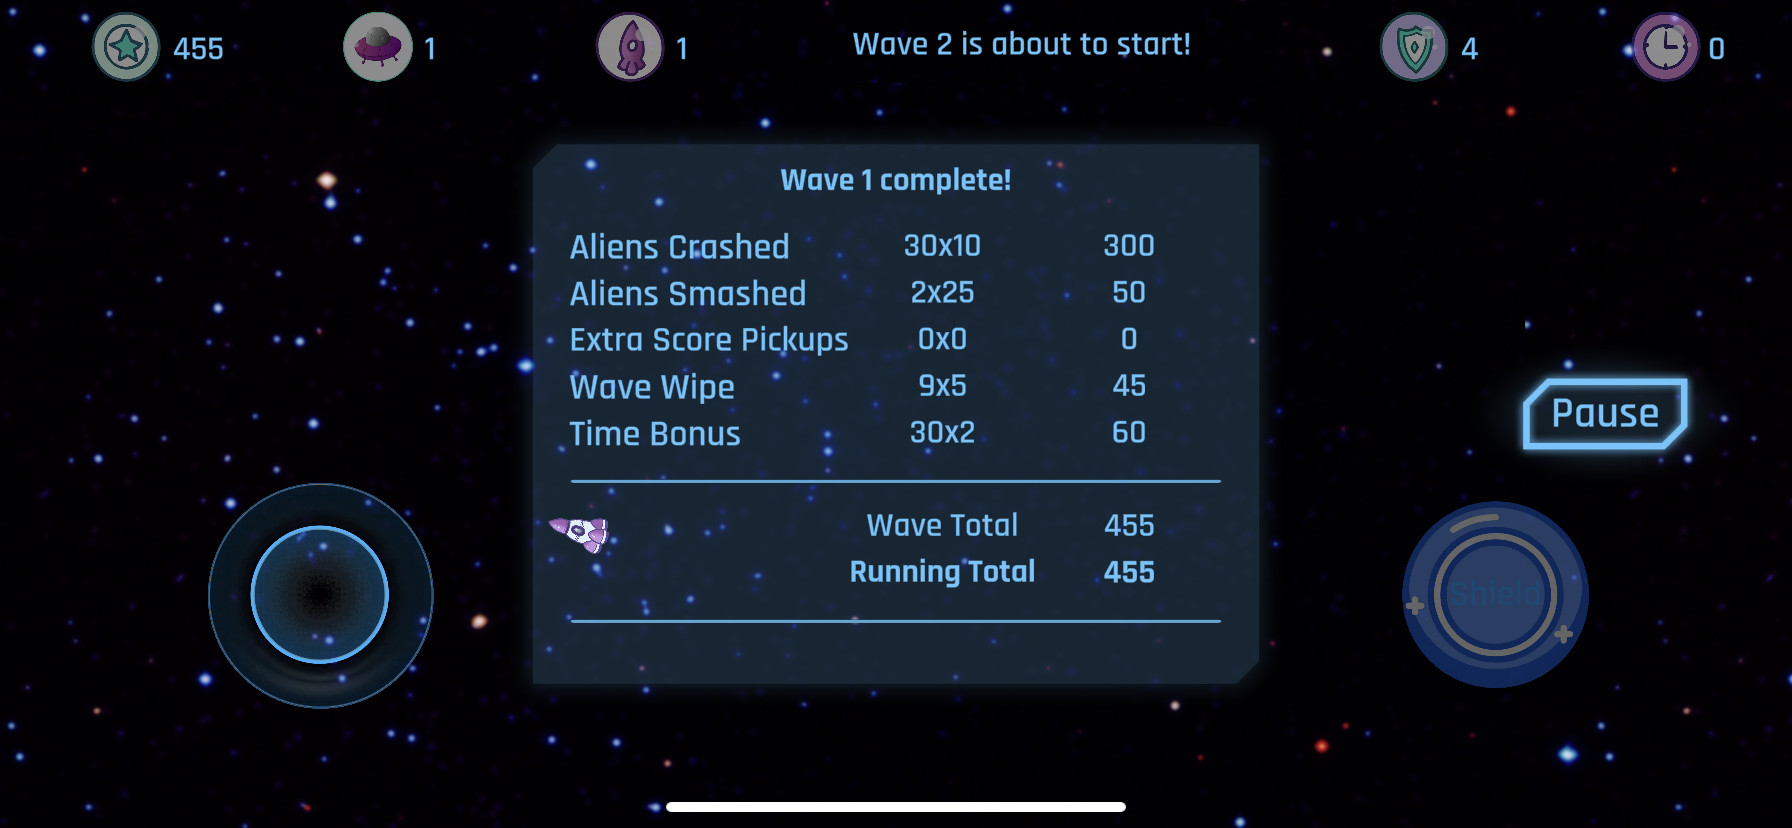 455 1 1 Wave 2 is about to start! 4 0
Wave 1 complete!
Aliens Crashed 30x10 300
Aliens Smashed 2x25 50
Extra Score Pickups 0x0 0
Wave Wipe 9x5 45
Time Bonus 30x2 60
Pause
Wave Total 455
Running Total 455
Shield